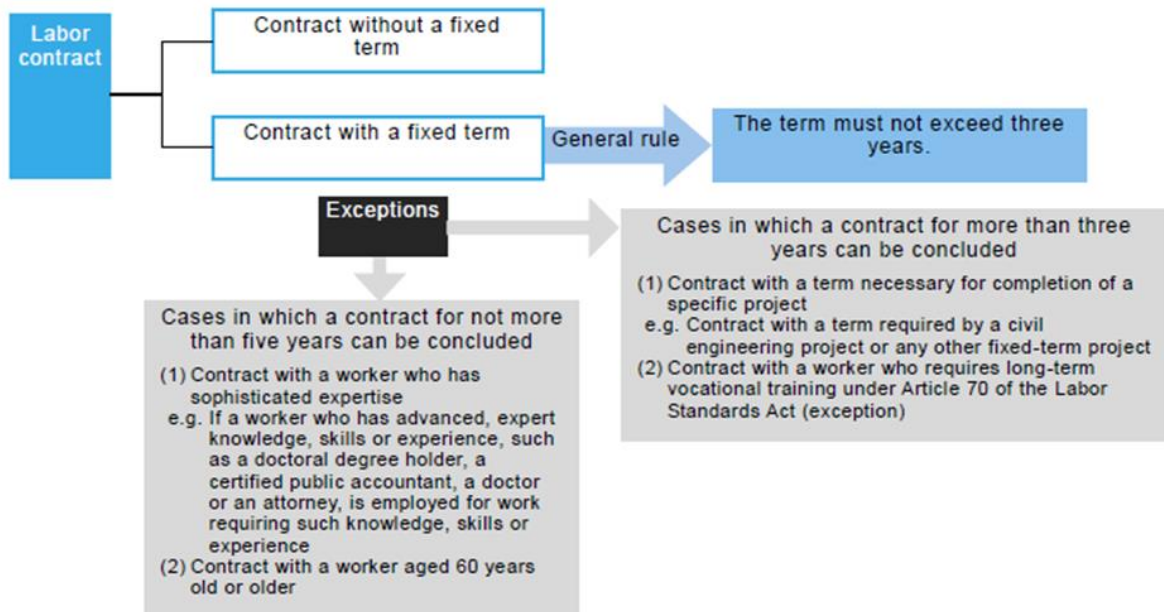 Labor
contract
Contract without a fixed
term
Contract with a fixed term
General rule
The term must not exceed three
years.
Exceptions
Cases in which a contract for more than three
years can be concluded
(1) Contract with a term necessary for completion of a
specific project
e.g. Contract with a term required by a civil
engineering project or any other fixed-term project
(2) Contract with a worker who requires long-term
vocational training under Article 70 of the Labor
Standards Act (exception)
Cases in which a contract for not more
than five years can be concluded
(1) Contract with a worker who has
sophisticated expertise
e.g. If a worker who has advanced, expert
knowledge, skills or experience, such
as a doctoral degree holder, a
certified public accountant, a doctor
or an attorney, is employed for work
requiring such knowledge, skills or
experience
(2) Contract with a worker aged 60 years
old or older